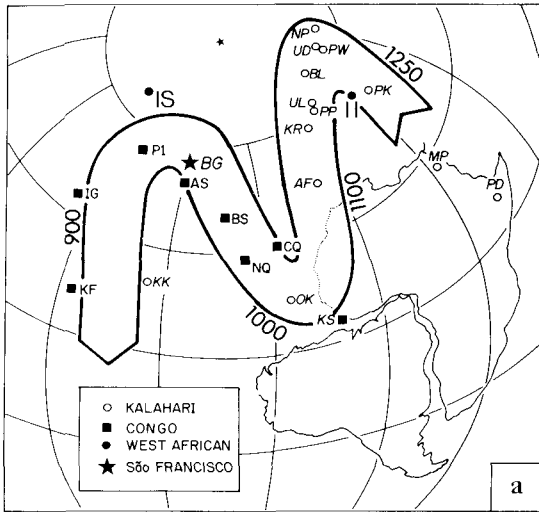 NP
UD PW
1250
BL
PK
IS
II
UL PP
KR
P1
BG
AS
MP
IG
AF
1100
PD
900
BS
CQ
NQ
KF
KK
OK
1000
KS
KALAHARI
CONGO
WEST AFRICAN
São FRANCISCO
a